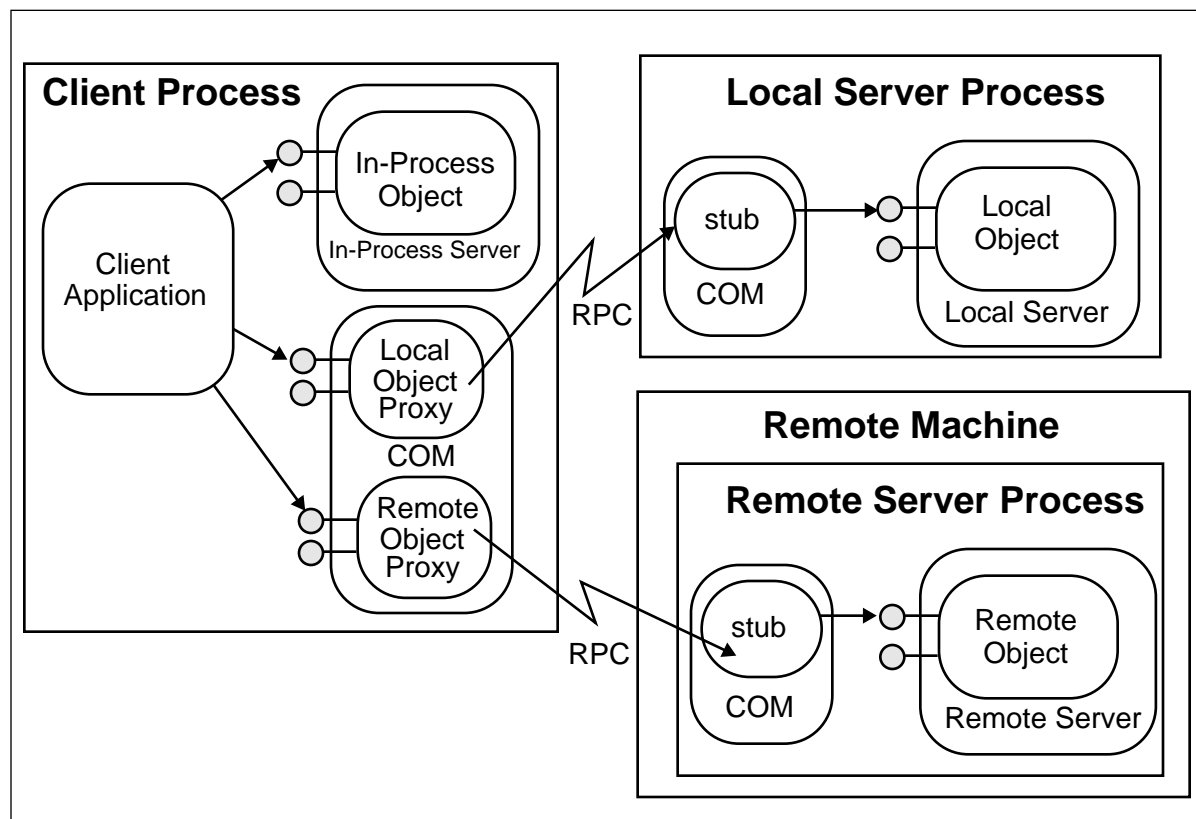 Client Process
In-Process
Object
In-Process Server
Client
Application
Local
Object
Proxy
COM
Remote
Object
Proxy
RPC
RPC
Local Server Process
stub
COM
Local
Object
Local Server
Remote Machine
Remote Server Process
stub
COM
Remote
Object
Remote Server